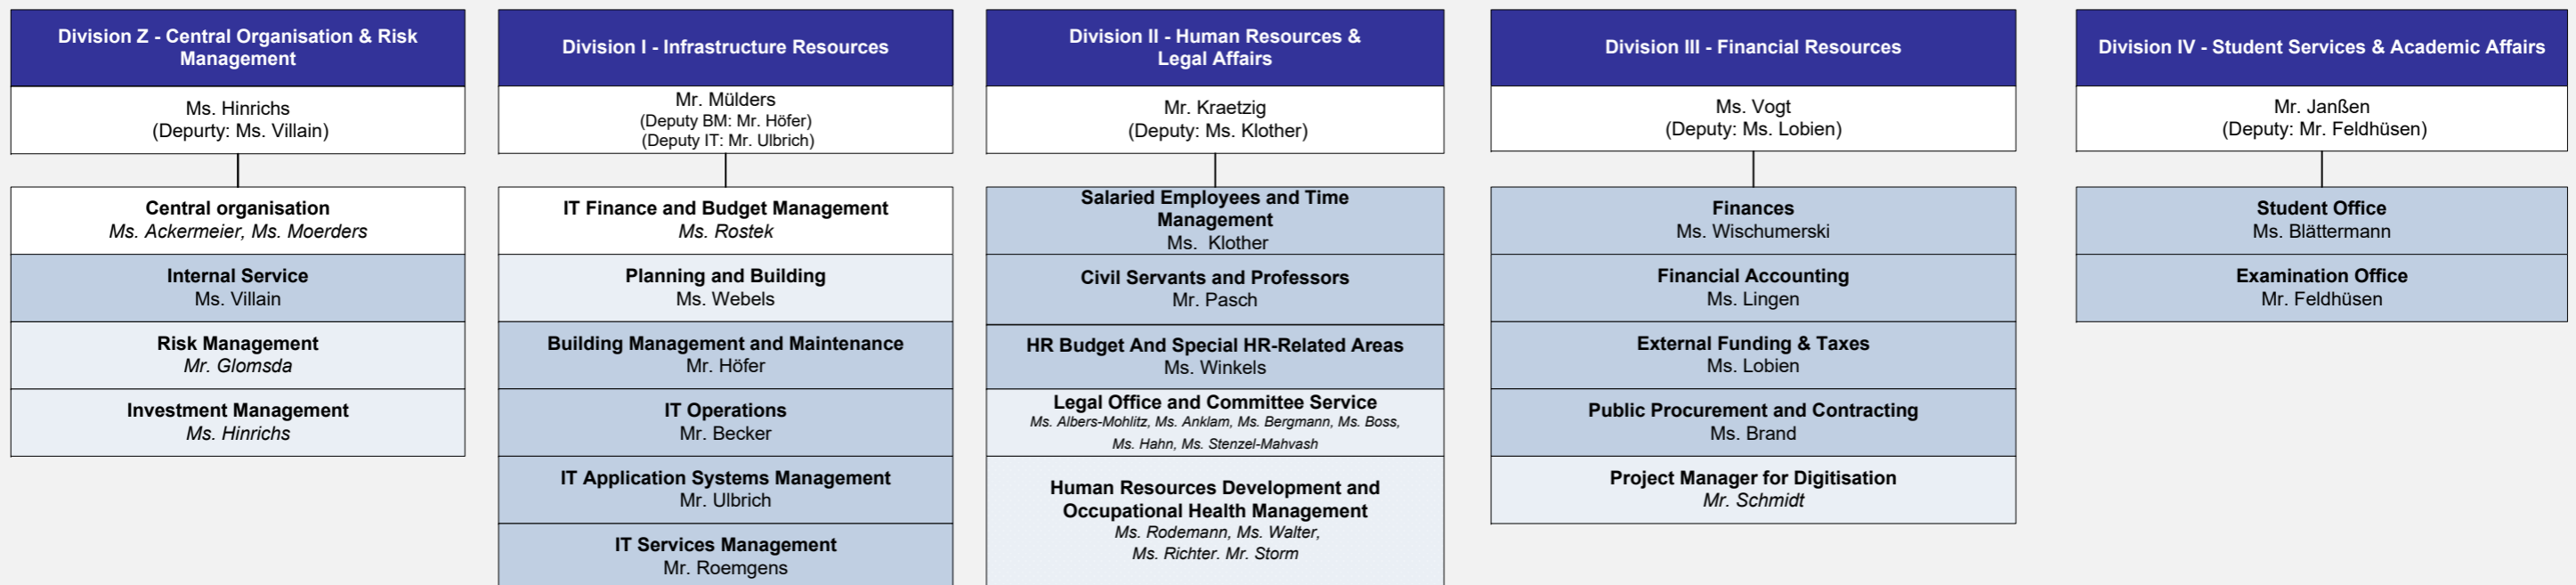 Division Z - Central Organisation & Risk
Management
Ms. Hinrichs
(Depurty: Ms. Villain)
Central organisation
Ms. Ackermeier, Ms. Moerders
Internal Service
Ms. Villain
Risk Management
Mr. Glomsda
Investment Management
Ms. Hinrichs
Division I - Infrastructure Resources
Mr. Mülders
(Deputy BM: Mr. Höfer)
(Deputy IT: Mr. Ulbrich)
IT Finance and Budget Management
Ms. Rostek
Planning and Building
Ms. Webels
Building Management and Maintenance
Mr. Höfer
IT Operations
Mr. Becker
IT Application Systems Management
Mr. Ulbrich
IT Services Management
Mr. Roemgens
Division II - Human Resources &
Legal Affairs
Mr. Kraetzig
(Deputy: Ms. Klother)
Salaried Employees and Time
Management
Ms. Klother
Civil Servants and Professors
Mr. Pasch
HR Budget And Special HR-Related Areas
Ms. Winkels
Legal Office and Committee Service
Ms. Albers-Mohlitz, Ms. Anklam, Ms. Bergmann, Ms. Boss,
Ms. Hahn, Ms. Stenzel-Mahvash
Human Resources Development and
Occupational Health Management
Ms. Rodemann, Ms. Walter,
Ms. Richter. Mr. Storm
Division III - Financial Resources
Ms. Vogt
(Deputy: Ms. Lobien)
Finances
Ms. Wischumerski
Financial Accounting
Ms. Lingen
External Funding & Taxes
Ms. Lobien
Public Procurement and Contracting
Ms. Brand
Project Manager for Digitisation
Mr. Schmidt
Division IV - Student Services & Academic Affairs
Mr. Janßen
(Deputy: Mr. Feldhüsen)
Student Office
Ms. Blättermann
Examination Office
Mr. Feldhüsen